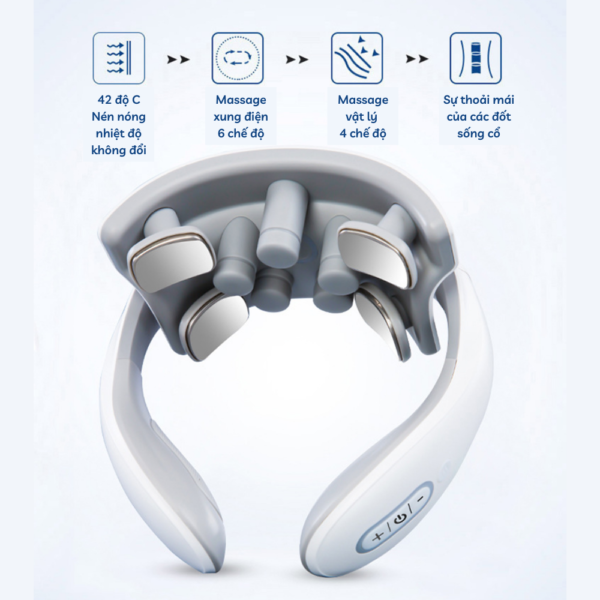 42 độ C
Nén nóng
nhiệt độ
không đổi
Massage
xung điện
6 chế độ
Massage
vật lý
4 chế độ
Sự thoải mái
của các đốt
sống cổ
+ / ⏻ / -